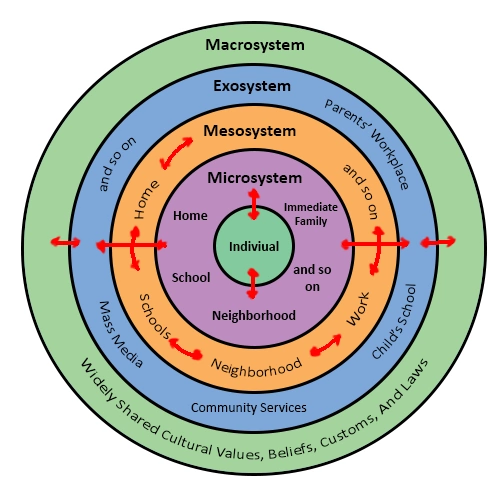 Macrosystem
Exosystem
Parents' Workplace
and so on
Mesosystem
and so on
Home
Microsystem
Home
Immediate
Family
Indiviual
School
and so
on
Neighborhood
Schools
Work
Neighborhood
Mass Media
Child's School
Community Services
Widely Shared Cultural Values, Beliefs, Customs, And Laws